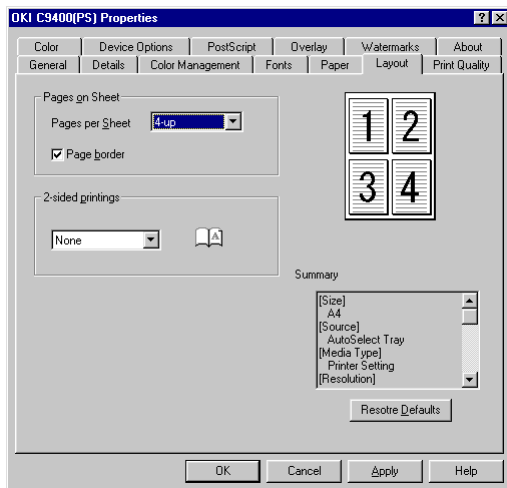 OKI C9400(PS) Properties
Color Device Options PostScript Overlay Watermarks About
General Details Color Management Fonts Paper Layout Print Quality
Pages on Sheet
Pages per Sheet 4-up
Page border
1 2
3 4
2-sided printings
None
A
Summary
[Size]
A4
[Source]
AutoSelect Tray
[Media Type]
Printer Setting
[Resolution]
Resotre Defaults
OK Cancel Apply Help